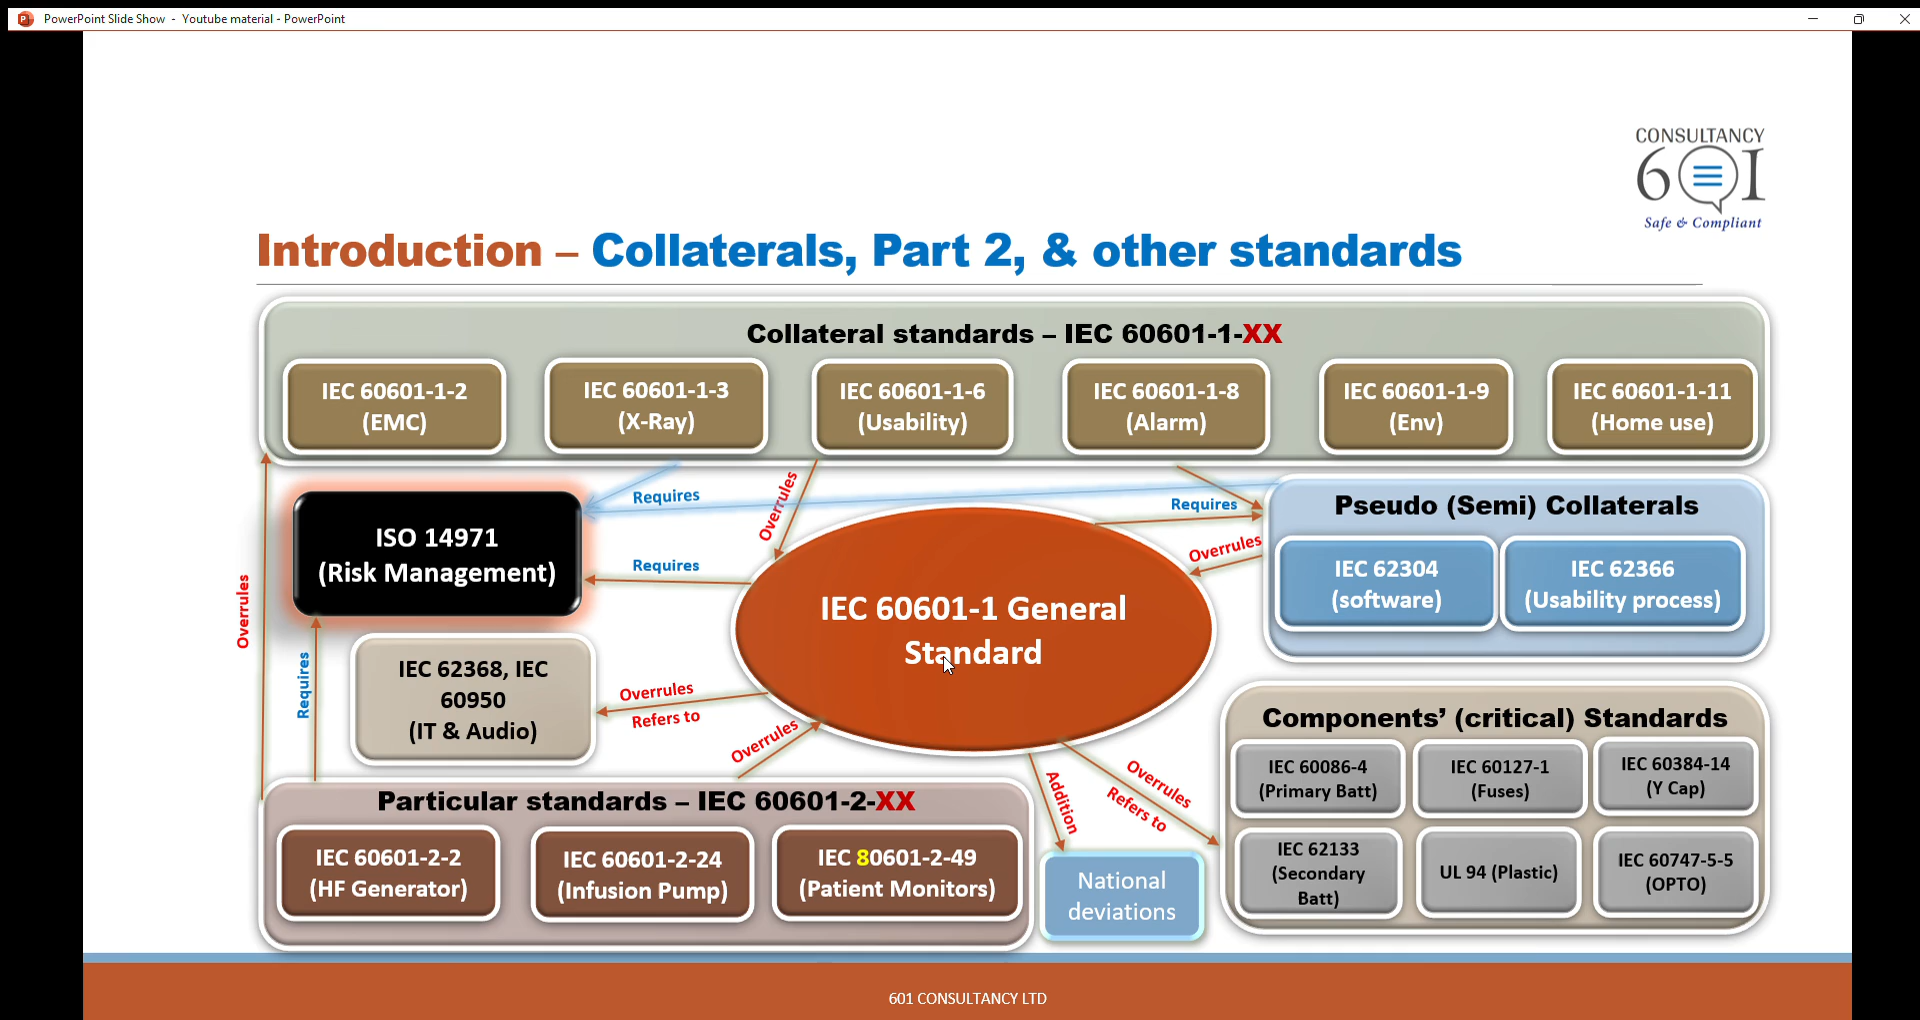 PowerPoint Slide Show - Youtube material - PowerPoint
CONSULTANCY
601
Safe & Compliant
Introduction – Collaterals, Part 2, & other standards
Collateral standards – IEC 60601-1-XX
IEC 60601-1-2
(EMC)
IEC 60601-1-3
(X-Ray)
IEC 60601-1-6
(Usability)
IEC 60601-1-8
(Alarm)
IEC 60601-1-9
(Env)
IEC 60601-1-11
(Home use)
Requires
Overrules
Requires
Pseudo (Semi) Collaterals
IEC 62304
(software)
IEC 62366
(Usability process)
Overrules
ISO 14971
(Risk Management)
Requires
IEC 60601-1 General
Standard
Overrules
Requires
IEC 62368, IEC
60950
(IT & Audio)
Overrules
Refers to
Overrules
Addition
Overrules
Refers to
Components’ (critical) Standards
IEC 60086-4
(Primary Batt)
IEC 60127-1
(Fuses)
IEC 60384-14
(Y Cap)
IEC 62133
(Secondary
Batt)
UL 94 (Plastic)
IEC 60747-5-5
(OPTO)
Particular standards – IEC 60601-2-XX
IEC 60601-2-2
(HF Generator)
IEC 60601-2-24
(Infusion Pump)
IEC 80601-2-49
(Patient Monitors)
National
deviations
601 CONSULTANCY LTD